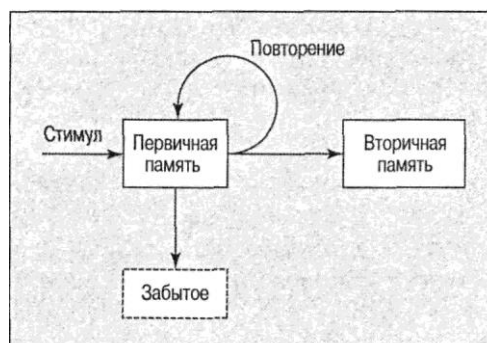 Повторение
Стимул
Первичная
память
Вторичная
память
Забытое